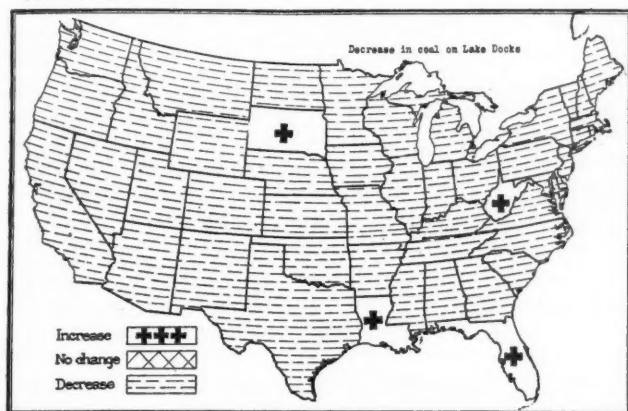 Decrease in coal on Lake Docks
Increase
No change
Decrease